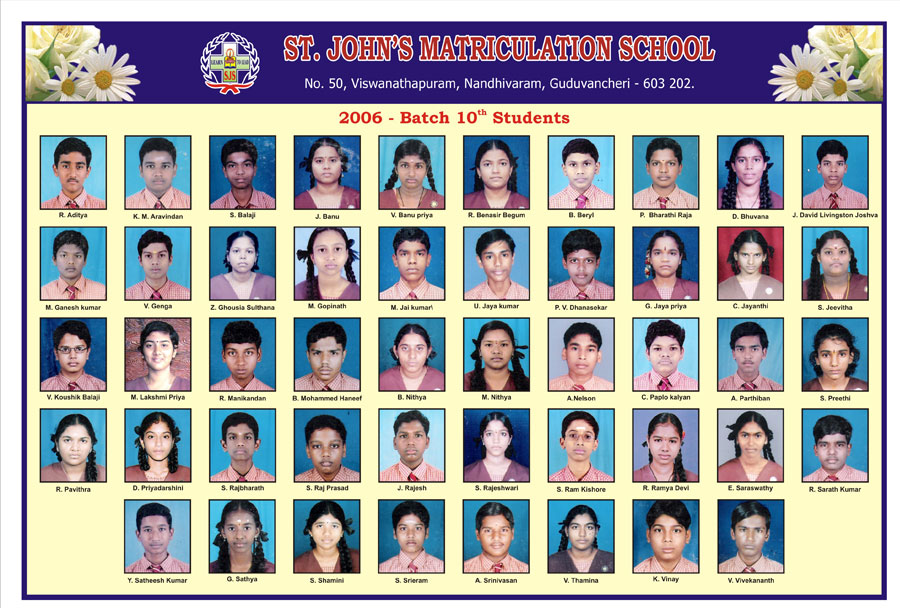 ST. JOHN'S MATRICULATION SCHOOL
LEARN TO LEAD
SJS
No. 50, Viswanathapuram, Nandhivaram, Guduvancheri - 603 202.
2006 - Batch 10th Students
R. Aditya
K. M. Aravindan
S. Balaji
J. Banu
V. Banu priya
R. Benasir Begum
B. Beryl
P. Bharathi Raja
D. Bhuvana
J. David Livingston Joshva
M. Ganesh kumar
V. Genga
Z. Ghousia Sulthana
M. Gopinath
M. Jai kumar\
U. Jaya kumar
P. V. Dhanasekar
G. Jaya priya
C. Jayanthi
S. Jeevitha
V. Koushik Balaji
M. Lakshmi Priya
R. Manikandan
B. Mohammed Haneef
B. Nithya
M. Nithya
A.Nelson
C. Paplo kalyan
A. Parthiban
S. Preethi
R. Pavithra
D. Priyadarshini
S. Rajbharath
S. Raj Prasad
J. Rajesh
S. Rajeshwari
S. Ram Kishore
R. Ramya Devi
E. Saraswathy
R. Sarath Kumar
Y. Satheesh Kumar
G. Sathya
S. Shamini
S. Srieram
A. Srinivasan
V. Thamina
K. Vinay
V. Vivekananth